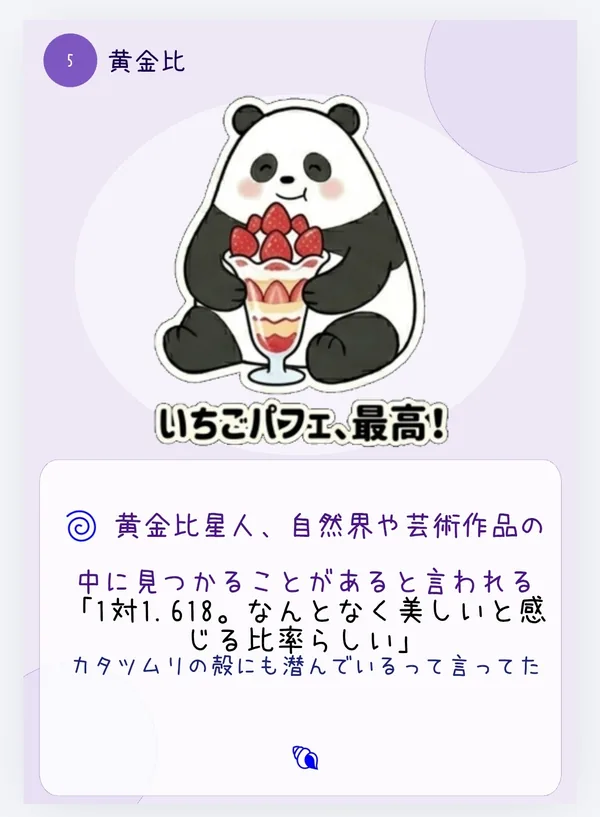 5 黄金比
いちごパフェ、最高!
黄金比星人、自然界や芸術作品の
中に見つかることがあると言われる
「1対1.618。なんとなく美しいと感
じる比率らしい」
カタツムリの殻にも潜んでいるって言ってた